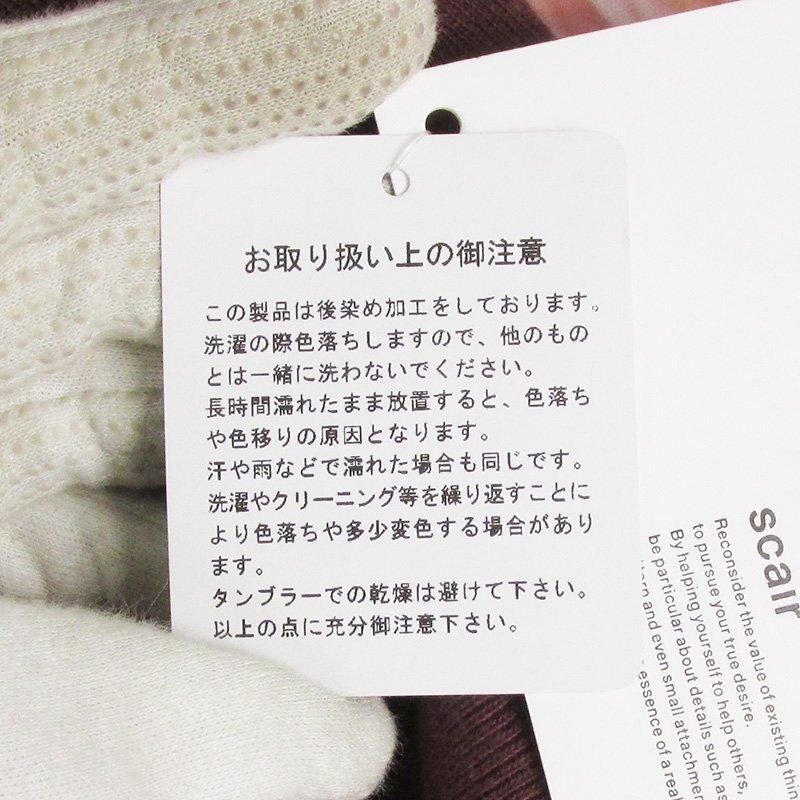 お取り扱い上の御注意
この製品は後染め加工をしております。
洗濯の際色落ちしますので、他のもの
とは一緒に洗わないでください。
長時間濡れたまま放置すると、色落ち
や色移りの原因となります。
汗や雨などで濡れた場合も同じです。
洗濯やクリーニング等を繰り返すことに
より色落ちや多少変色する場合があり
ます。
タンブラーでの乾燥は避けて下さい。
以上の点に充分御注意下さい。
scair
Reconsider the value of existing thin
to pursue your true desire.
By helping yourself to help others,
be particular about details such as
and even small attachmen
essence of a real